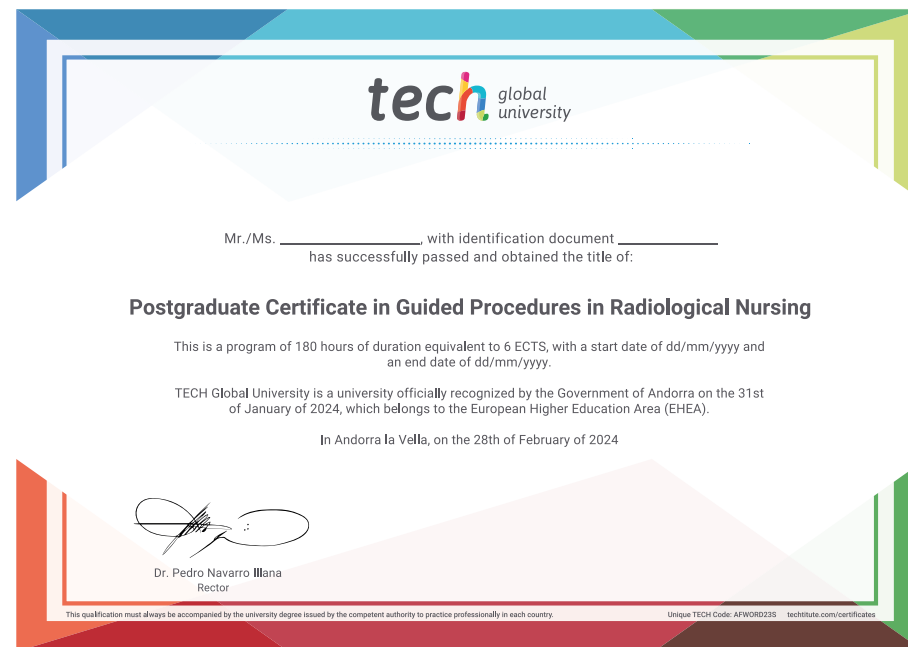 tech global university
Mr./Ms. ____________________, with identification document ______________
has successfully passed and obtained the title of:
Postgraduate Certificate in Guided Procedures in Radiological Nursing
This is a program of 180 hours of duration equivalent to 6 ECTS, with a start date of dd/mm/yyyy and
an end date of dd/mm/yyyy.
TECH Global University is a university officially recognized by the Government of Andorra on the 31st
of January of 2024, which belongs to the European Higher Education Area (EHEA).
In Andorra la Vella, on the 28th of February of 2024
Dr. Pedro Navarro Illana
Rector
This qualification must always be accompanied by the university degree issued by the competent authority to practice professionally in each country.
Unique TECH Code: AFWORD23S techtitute.com/certificates